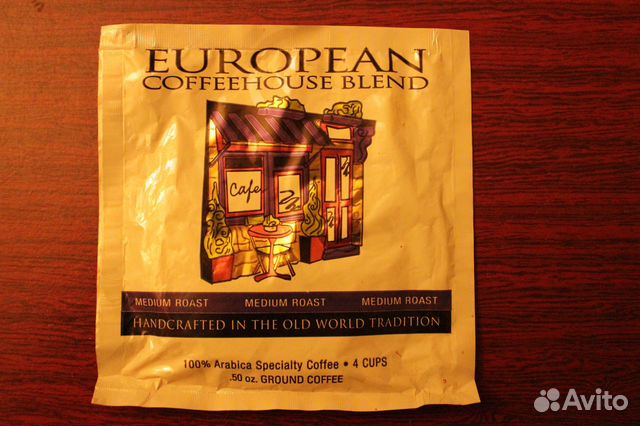 EUROPEAN
COFFEEHOUSE BLEND
Cafe
MEDIUM ROAST MEDIUM ROAST MEDIUM ROAST
HANDCRAFTED IN THE OLD WORLD TRADITION
100% Arabica Specialty Coffee • 4 CUPS
.50 oz. GROUND COFFEE
Avito